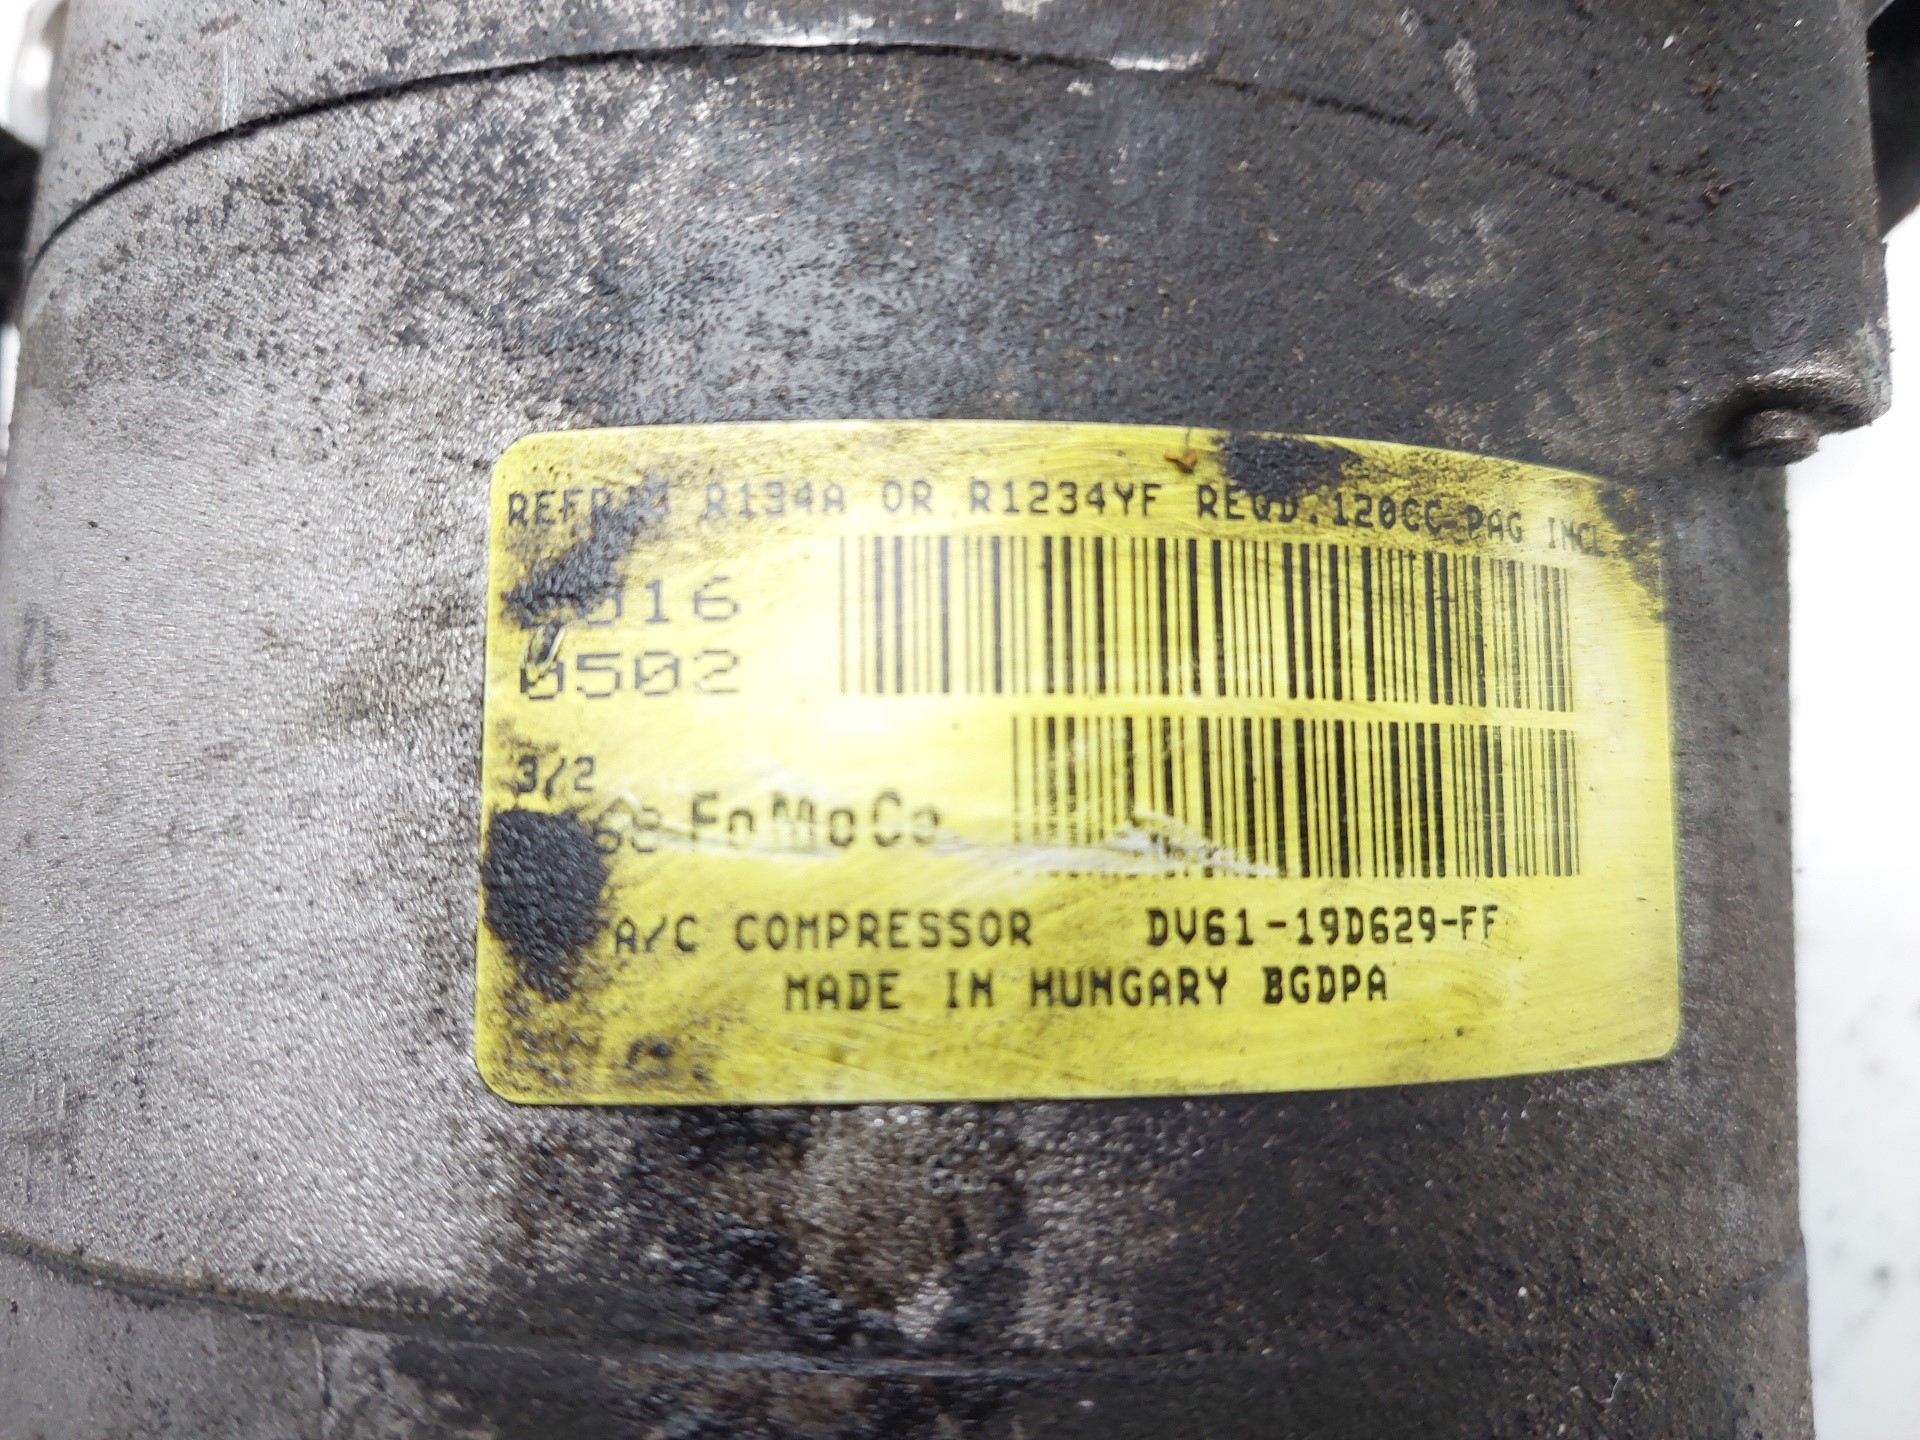 R134A OR R1234YF REQD. 120CC PAG INCL
0502
3/2
FoMoCo
A/C COMPRESSOR DV61-19D629-FF
MADE IN HUNGARY BGDPA